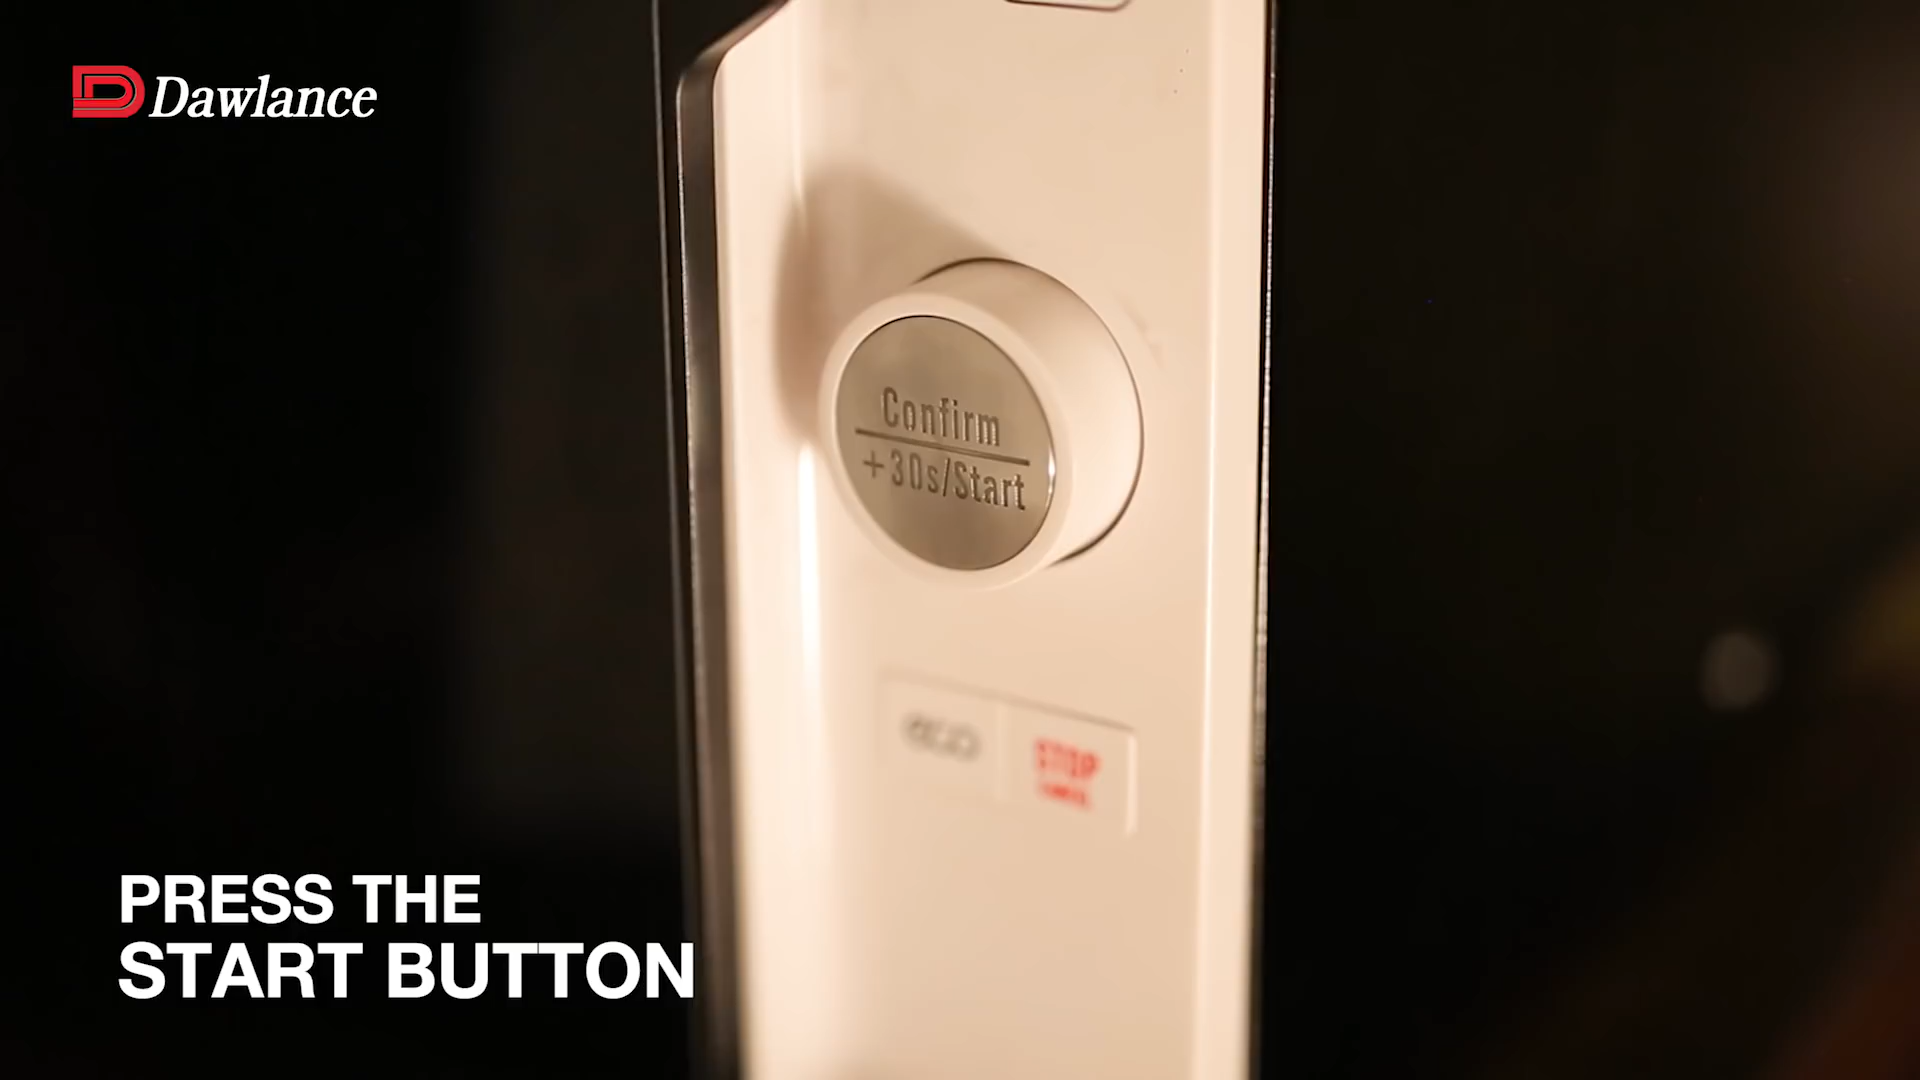 Dawlance
Confirm
+30s/Start
eco
STOP
PRESS THE
START BUTTON